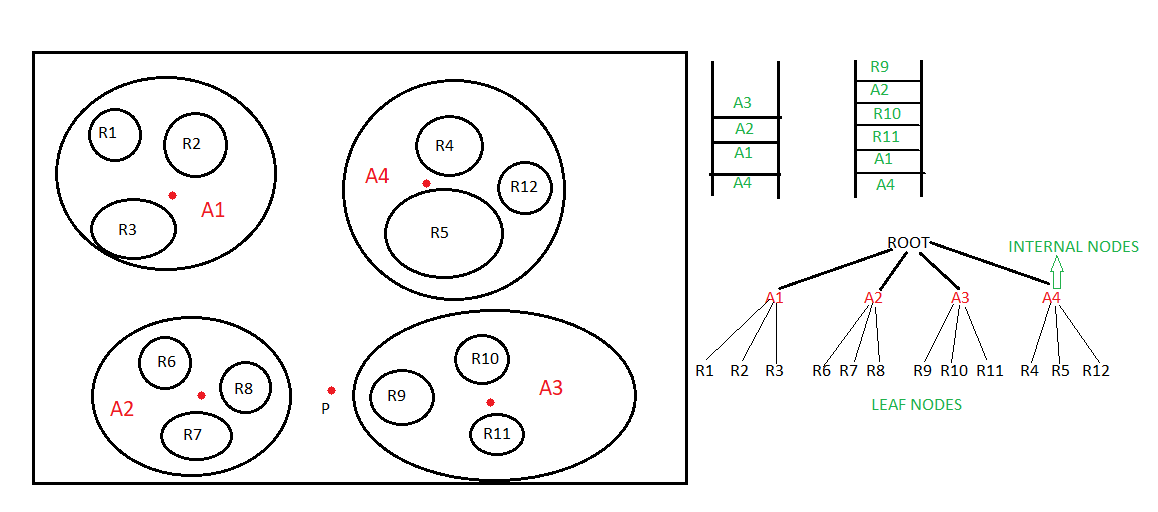 R1
R2
R3
A1
R4
A4
R12
R5
R6
R8
A2
R7
P
R10
R9
A3
R11
A3
A2
A1
A4
R9
A2
R10
R11
A1
A4
ROOT
INTERNAL NODES
A1 A2 A3 A4
R1 R2 R3 R6 R7 R8 R9 R10 R11 R4 R5 R12
LEAF NODES